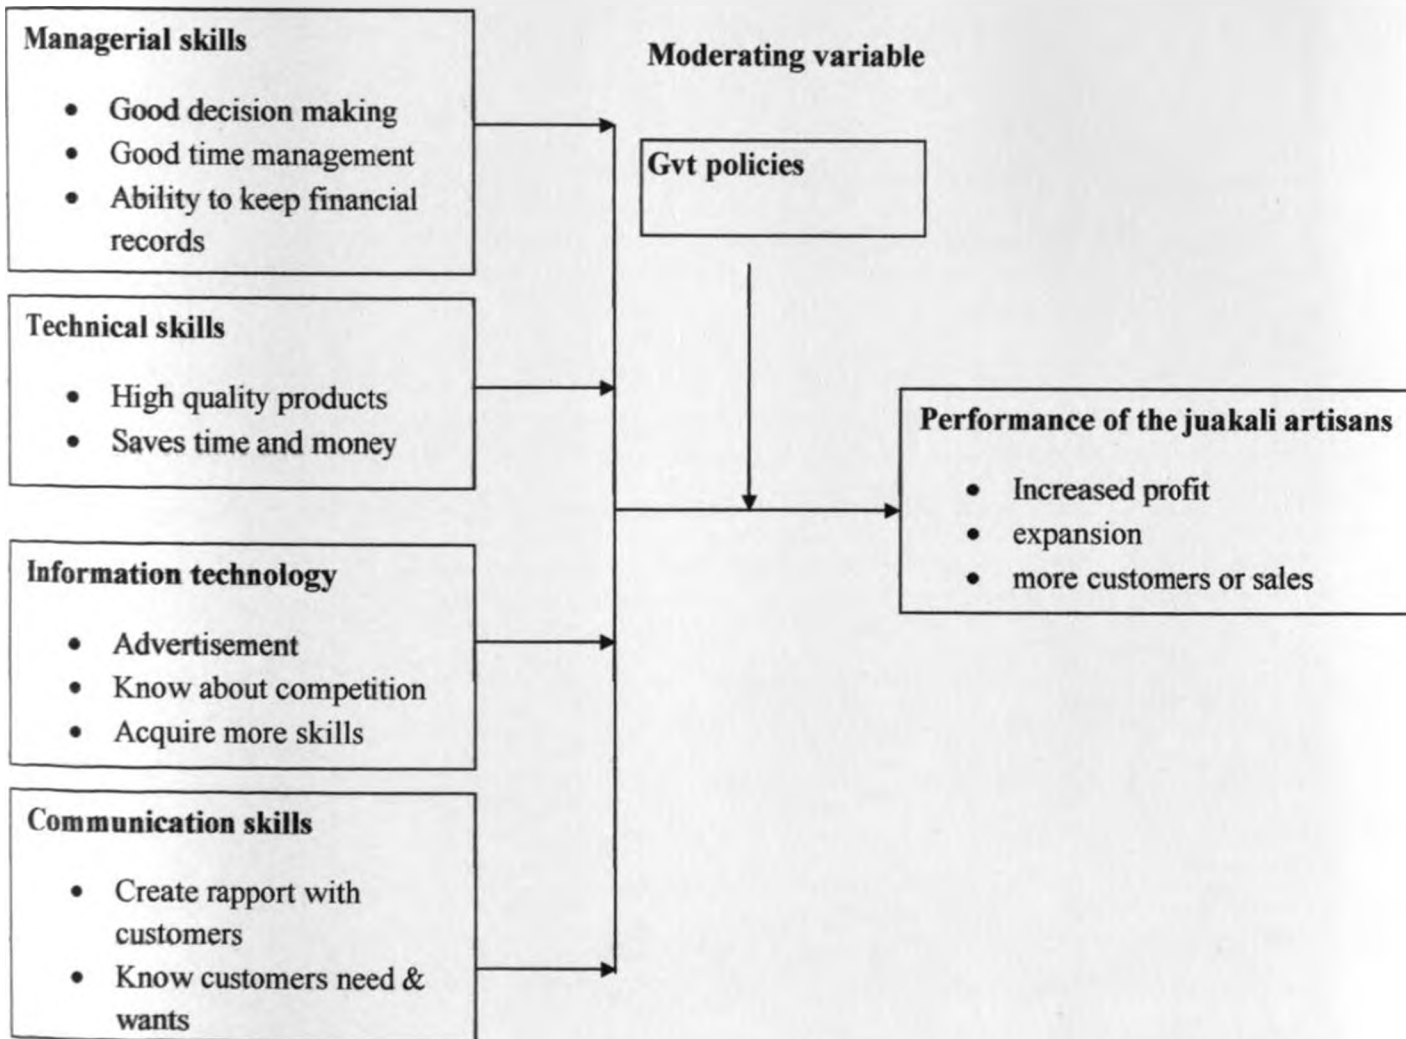 Managerial skills
• Good decision making
• Good time management
• Ability to keep financial
records
Technical skills
• High quality products
• Saves time and money
Information technology
• Advertisement
• Know about competition
• Acquire more skills
Communication skills
• Create rapport with
customers
• Know customers need &
wants
Moderating variable
Gvt policies
Performance of the juakali artisans
• Increased profit
• expansion
• more customers or sales